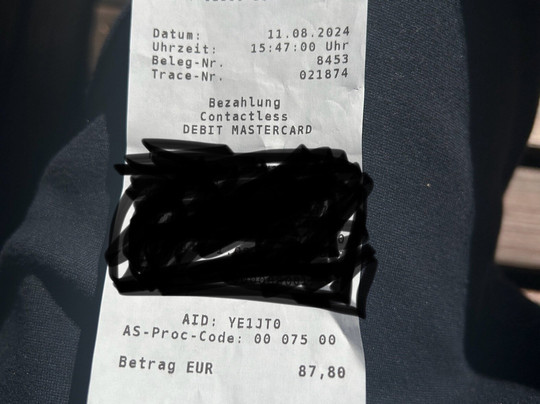 Datum: 11.08.2024
Uhrzeit: 15:47:00 Uhr
Beleg-Nr. 8453
Trace-Nr. 021874
Bezahlung
Contactless
DEBIT MASTERCARD
AID: YE1JT0
AS-Proc-Code: 00 075 00
Betrag EUR 87,80